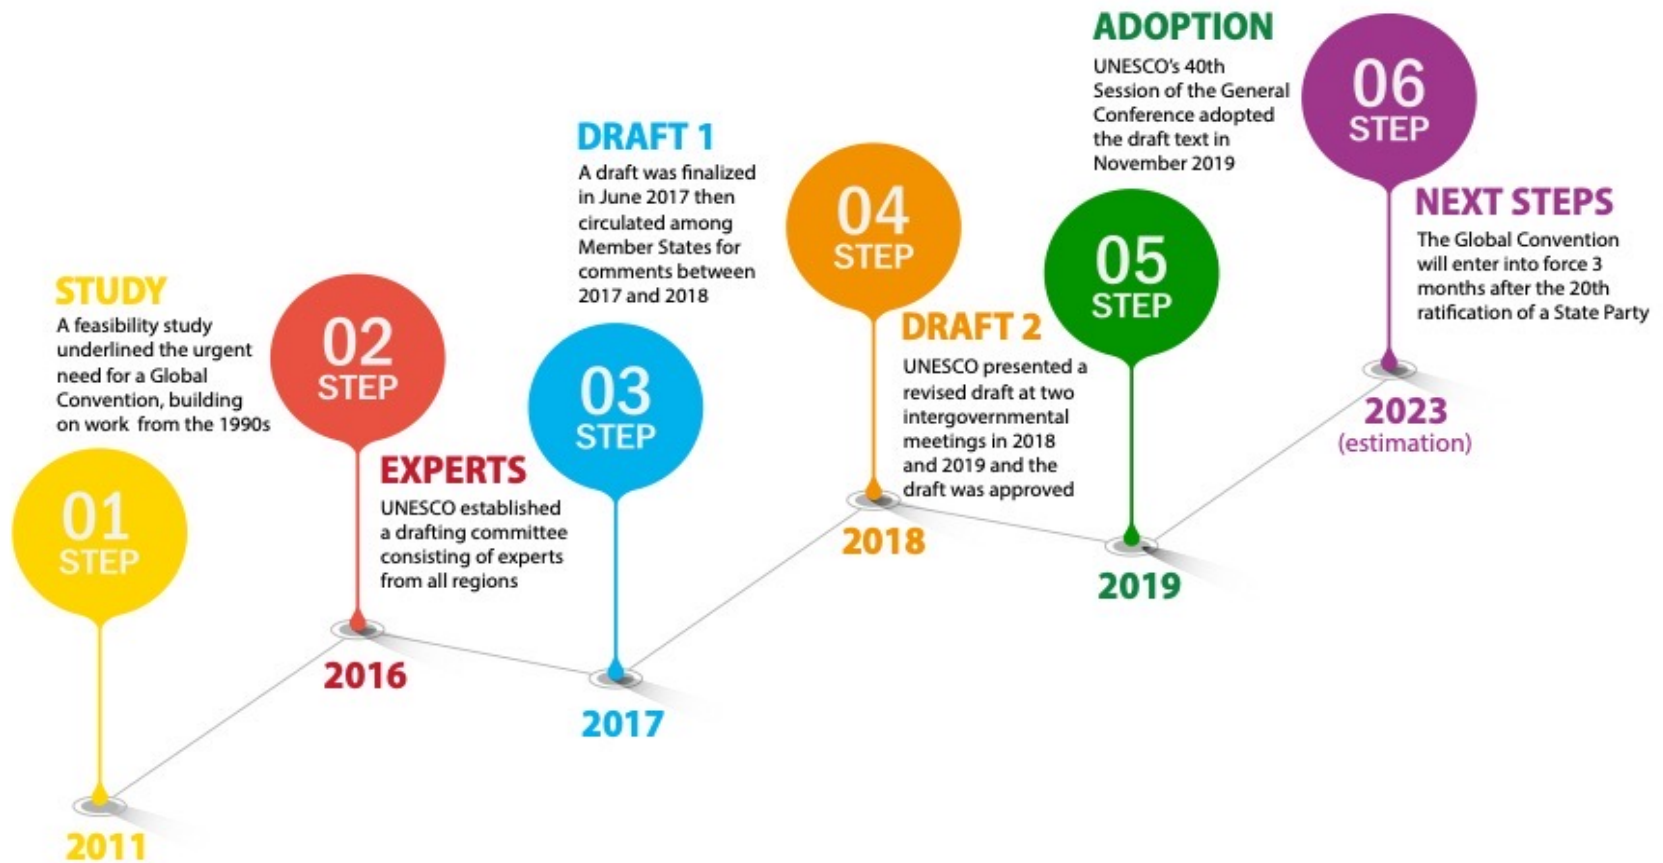 STUDY
A feasibility study
underlined the urgent
need for a Global
Convention, building
on work from the 1990s
01
STEP
2011
02
STEP
EXPERTS
UNESCO established
a drafting committee
consisting of experts
from all regions
2016
DRAFT 1
A draft was finalized
in June 2017 then
circulated among
Member States for
comments between
2017 and 2018
03
STEP
2017
04
STEP
DRAFT 2
UNESCO presented a
revised draft at two
intergovernmental
meetings in 2018
and 2019 and the
draft was approved
2018
ADOPTION
UNESCO's 40th
Session of the General
Conference adopted
the draft text in
November 2019
05
STEP
2019
06
STEP
NEXT STEPS
The Global Convention
will enter into force 3
months after the 20th
ratification of a State Party
2023
(estimation)